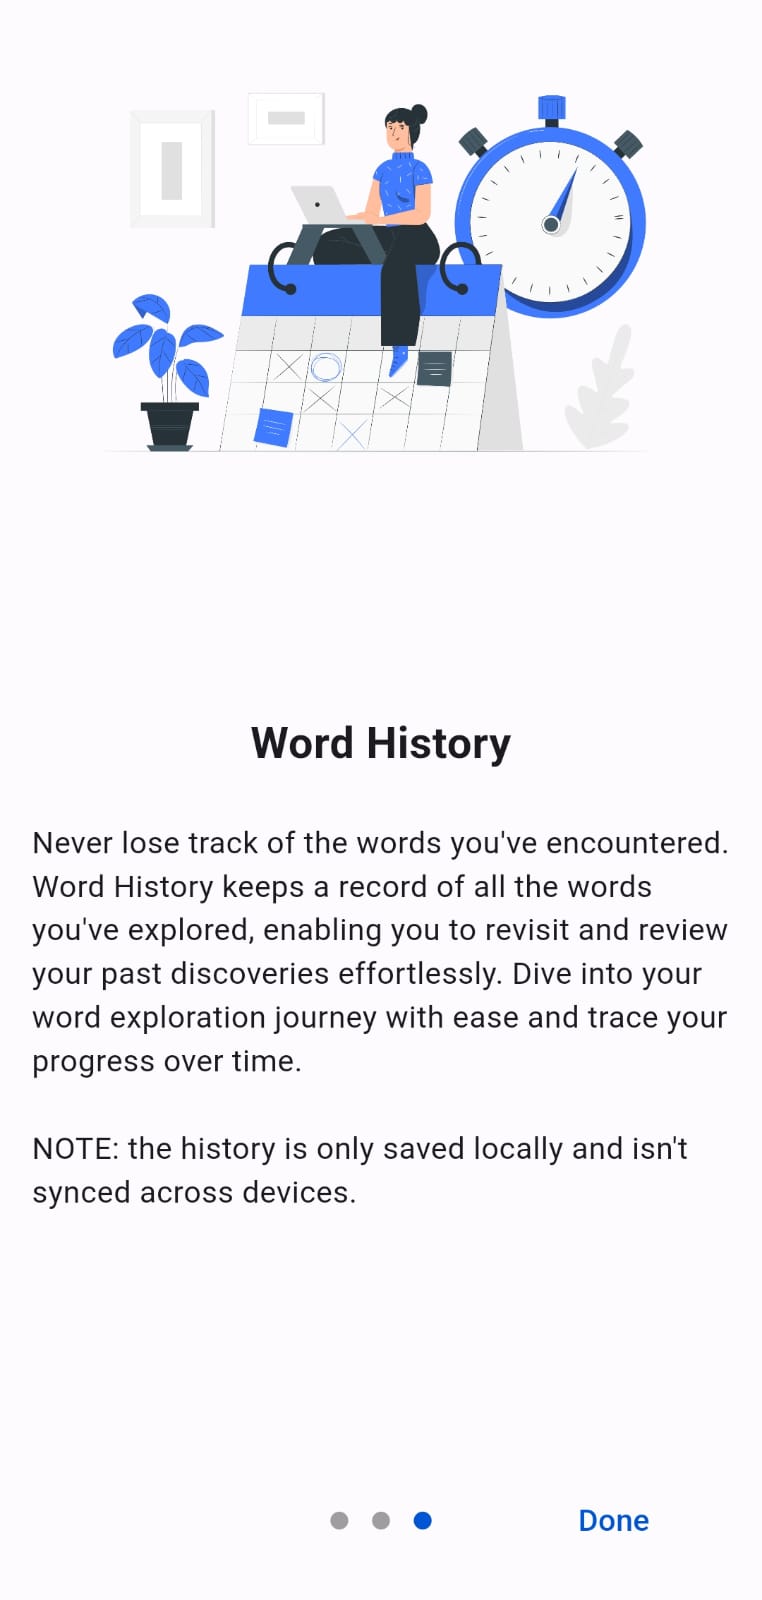 Word History
Never lose track of the words you've encountered.
Word History keeps a record of all the words
you've explored, enabling you to revisit and review
your past discoveries effortlessly. Dive into your
word exploration journey with ease and trace your
progress over time.
NOTE: the history is only saved locally and isn't
synced across devices.
Done